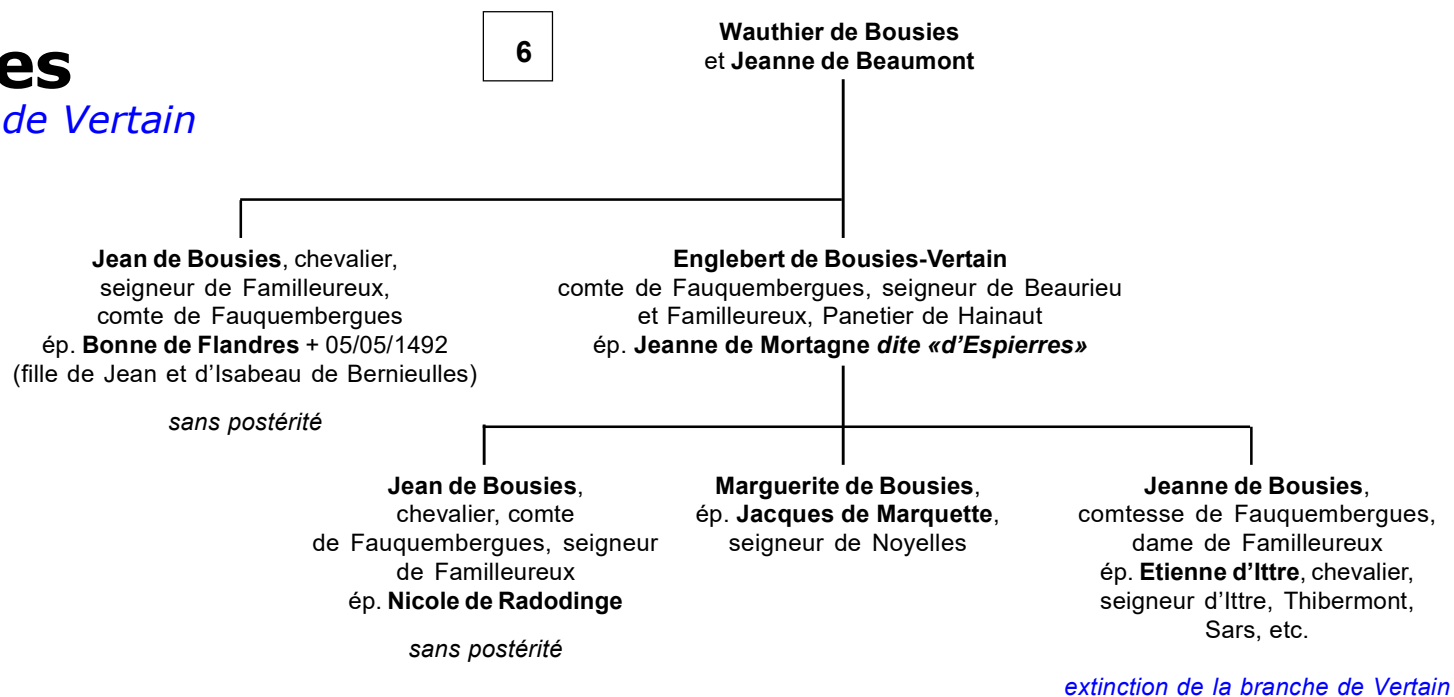 es
de Vertain
6
Wauthier de Bousies
et Jeanne de Beaumont
Jean de Bousies, chevalier,
seigneur de Familleureux,
comte de Fauquembergues
ép. Bonne de Flandres + 05/05/1492
(fille de Jean et d’Isabeau de Bernieulles)
sans postérité
Englebert de Bousies-Vertain
comte de Fauquembergues, seigneur de Beaurieu
et Familleureux, Panetier de Hainaut
ép. Jeanne de Mortagne dite «d’Espierres»
Jean de Bousies,
chevalier, comte
de Fauquembergues, seigneur
de Familleureux
ép. Nicole de Radodinge
sans postérité
Marguerite de Bousies,
ép. Jacques de Marquette,
seigneur de Noyelles
Jeanne de Bousies,
comtesse de Fauquembergues,
dame de Familleureux
ép. Etienne d’Ittre, chevalier,
seigneur d’Ittre, Thibermont,
Sars, etc.
extinction de la branche de Vertain